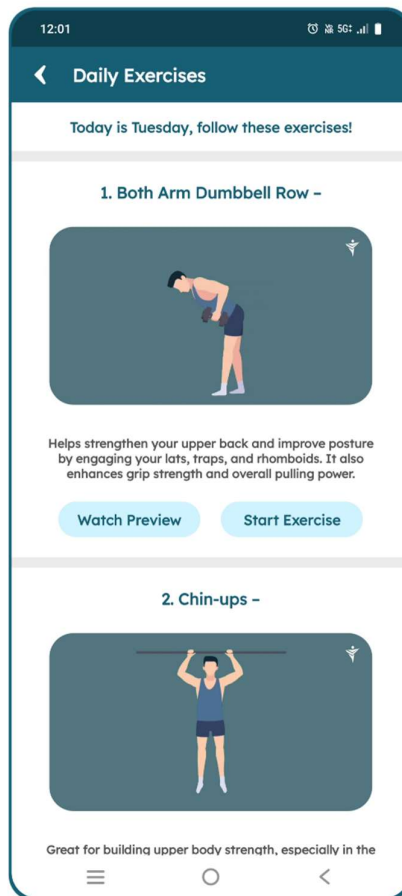 12:01 5G
Daily Exercises
Today is Tuesday, follow these exercises!
1. Both Arm Dumbbell Row –
Helps strengthen your upper back and improve posture
by engaging your lats, traps, and rhomboids. It also
enhances grip strength and overall pulling power.
Watch Preview Start Exercise
2. Chin-ups –
Great for building upper body strength, especially in the